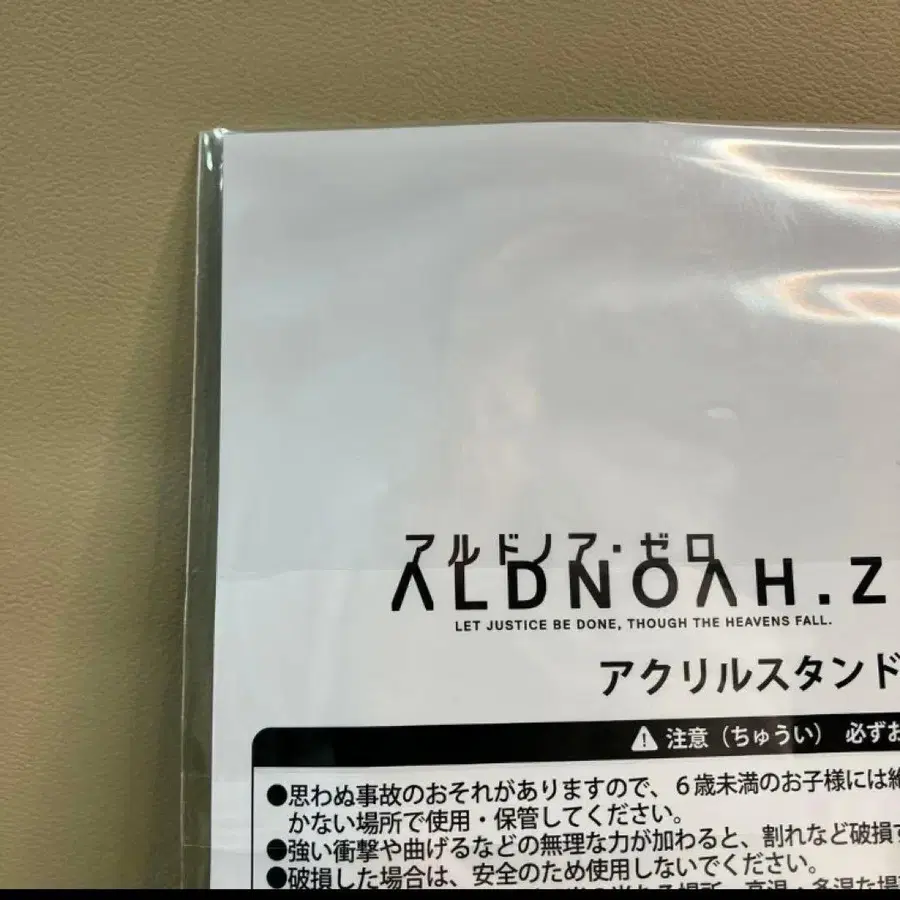 アルドノア・ゼロ
ALDNOAH.Z
LET JUSTICE BE DONE, THOUGH THE HEAVENS FALL.
アクリルスタンド
注意（ちゅうい） 必ずお
●思わぬ事故のおそれがありますので、６歳未満のお子様には絶
かない場所で使用・保管してください。
●強い衝撃や曲げるなどの無理な力が加わると、割れなど破損す
●破損した場合は、安全のため使用しないでください。